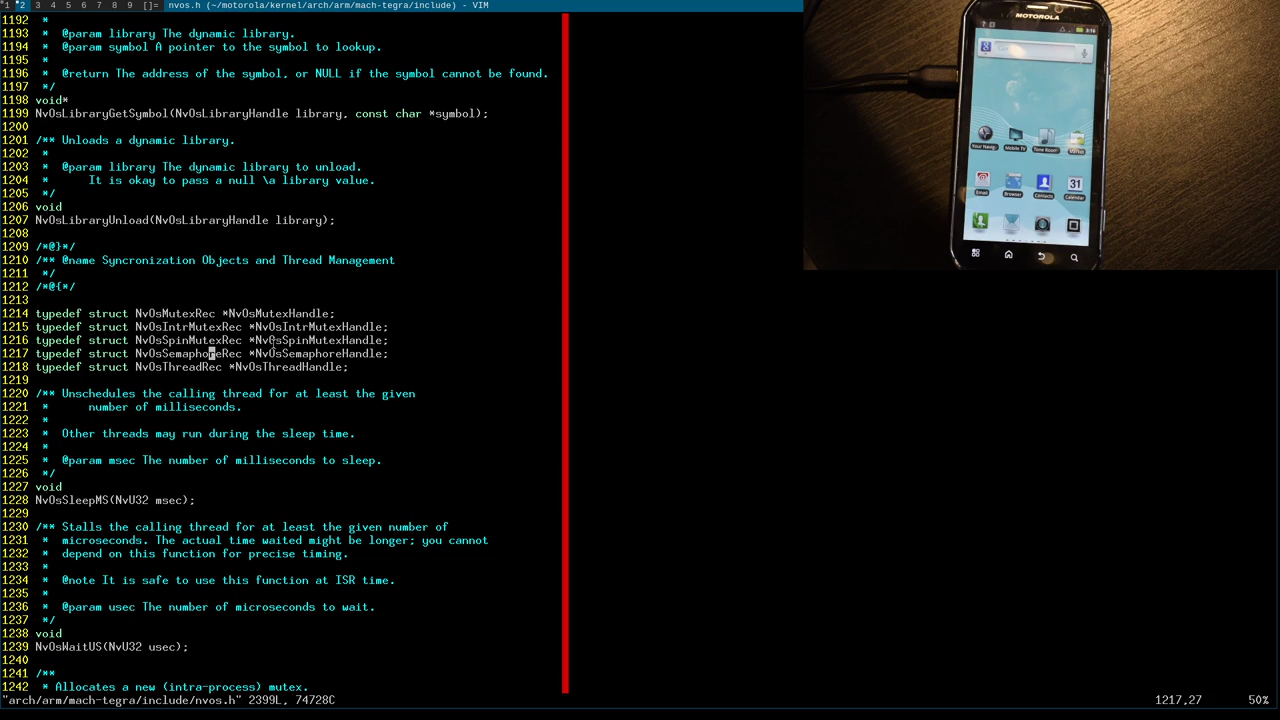 1 2 3 4 5 6 7 8 9 []= nvos.h (~/motorola/kernel/arch/arm/mach-tegra/include) - VIM
1192  *
1193  *  @param library The dynamic library.
1194  *  @param symbol A pointer to the symbol to lookup.
1195  *
1196  *  @return The address of the symbol, or NULL if the symbol cannot be found.
1197  */
1198 void*
1199 NvOsLibraryGetSymbol(NvOsLibraryHandle library, const char *symbol);
1200
1201 /** Unloads a dynamic library.
1202  *
1203  *  @param library The dynamic library to unload.
1204  *      It is okay to pass a null \a library value.
1205  */
1206 void
1207 NvOsLibraryUnload(NvOsLibraryHandle library);
1208
1209 /*@}*/
1210 /** @name Syncronization Objects and Thread Management
1211  */
1212 /*@{*/
1213
1214 typedef struct NvOsMutexRec *NvOsMutexHandle;
1215 typedef struct NvOsIntrMutexRec *NvOsIntrMutexHandle;
1216 typedef struct NvOsSpinMutexRec *NvOsSpinMutexHandle;
1217 typedef struct NvOsSemaphoreRec *NvOsSemaphoreHandle;
1218 typedef struct NvOsThreadRec *NvOsThreadHandle;
1219
1220 /** Unschedules the calling thread for at least the given
1221  *      number of milliseconds.
1222  *
1223  *  Other threads may run during the sleep time.
1224  *
1225  *  @param msec The number of milliseconds to sleep.
1226  */
1227 void
1228 NvOsSleepMS(NvU32 msec);
1229
1230 /** Stalls the calling thread for at least the given number of
1231  *  microseconds. The actual time waited might be longer; you cannot
1232  *  depend on this function for precise timing.
1233  *
1234  *  @note It is safe to use this function at ISR time.
1235  *
1236  *  @param usec The number of microseconds to wait.
1237  */
1238 void
1239 NvOsWaitUS(NvU32 usec);
1240
1241 /**
1242  * Allocates a new (intra-process) mutex.
"arch/arm/mach-tegra/include/nvos.h" 2399L, 74728C 1217,27 50%
MOTOROLA
Mobile TV
Email
Browser
Contacts
Calendar
31